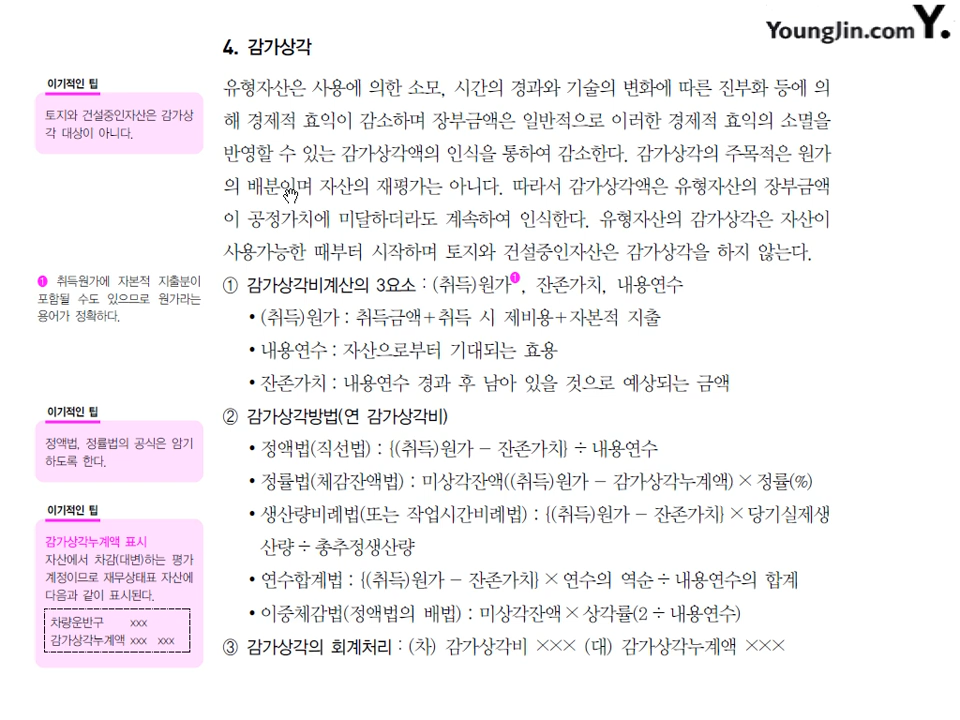 YoungJin.com Y.
4. 감가상각
이기적인 팁
토지와 건설중인자산은 감가상
각 대상이 아니다.
유형자산은 사용에 의한 소모, 시간의 경과와 기술의 변화에 따른 진부화 등에 의
해 경제적 효익이 감소하며 장부금액은 일반적으로 이러한 경제적 효익의 소멸을
반영할 수 있는 감가상각액의 인식을 통하여 감소한다. 감가상각의 주목적은 원가
의 배분이며 자산의 재평가는 아니다. 따라서 감가상각액은 유형자산의 장부금액
이 공정가치에 미달하더라도 계속하여 인식한다. 유형자산의 감가상각은 자산이
사용가능한 때부터 시작하며 토지와 건설중인자산은 감가상각을 하지 않는다.
❶ 취득원가에 자본적 지출분이
포함될 수도 있으므로 원가라는
용어가 정확하다.
① 감가상각비계산의 3요소 : (취득)원가❶, 잔존가치, 내용연수
• (취득)원가 : 취득금액+취득 시 제비용+자본적 지출
• 내용연수 : 자산으로부터 기대되는 효용
• 잔존가치 : 내용연수 경과 후 남아 있을 것으로 예상되는 금액
이기적인 팁
정액법, 정률법의 공식은 암기
하도록 한다.
② 감가상각방법(연 감가상각비)
• 정액법(직선법) : {(취득)원가 − 잔존가치} ÷ 내용연수
• 정률법(체감잔액법) : 미상각잔액((취득)원가 − 감가상각누계액) × 정률(%)
• 생산량비례법(또는 작업시간비례법) : {(취득)원가 − 잔존가치} × 당기실제생
산량 ÷ 총추정생산량
• 연수합계법 : {(취득)원가 − 잔존가치} × 연수의 역순 ÷ 내용연수의 합계
• 이중체감법(정액법의 배법) : 미상각잔액 × 상각률(2 ÷ 내용연수)
이기적인 팁
감가상각누계액 표시
자산에서 차감(대변)하는 평가
계정이므로 재무상태표 자산에
다음과 같이 표시된다.
차량운반구 xxx
감가상각누계액 xxx xxx
③ 감가상각의 회계처리 : (차) 감가상각비 ××× (대) 감가상각누계액 ×××